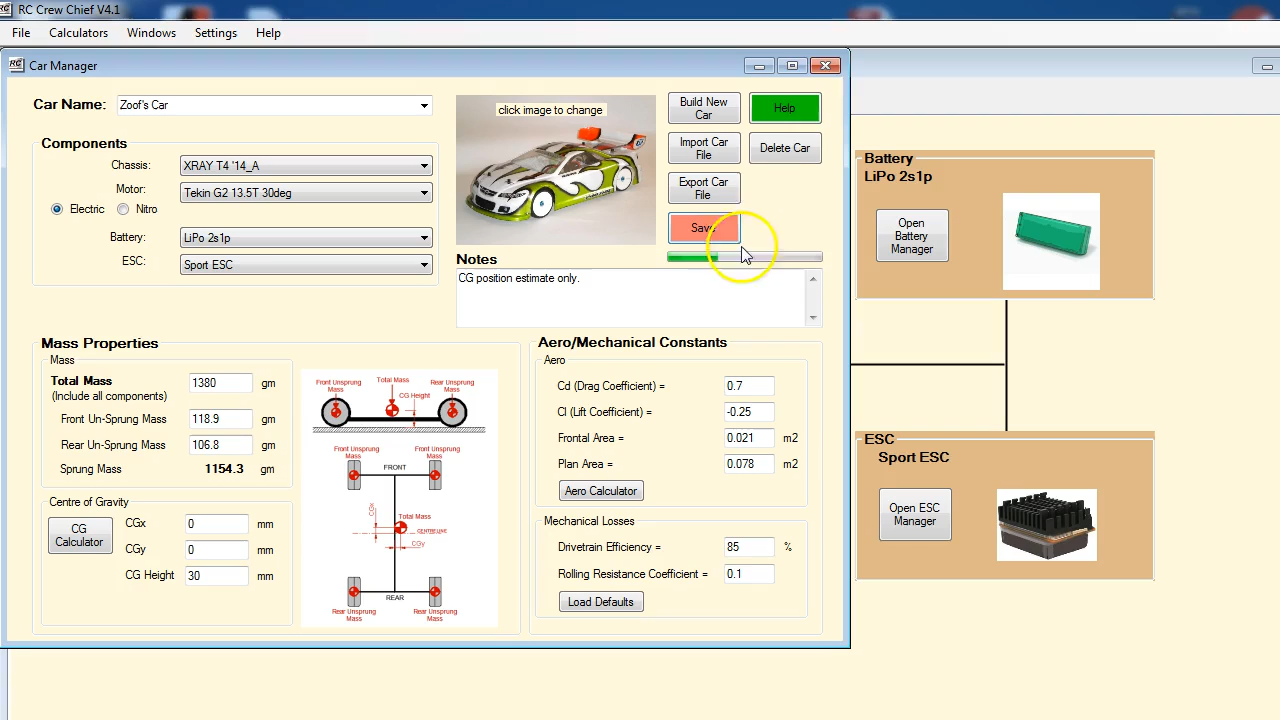 RC Crew Chief V4.1
File Calculators Windows Settings Help
Car Manager
Car Name: Zoof's Car
Components
Chassis: XRAY T4 '14_A
Motor: Tekin G2 13.5T 30deg
Electric Nitro
Battery: LiPo 2s1p
ESC: Sport ESC
click image to change
Build New
Car
Help
Import Car
File
Delete Car
Export Car
File
Save
Notes
CG position estimate only.
Mass Properties
Mass
Total Mass 1380 gm
(Include all components)
Front Un-Sprung Mass 118.9 gm
Rear Un-Sprung Mass 106.8 gm
Sprung Mass 1154.3 gm
Centre of Gravity
CG
Calculator
CGx 0 mm
CGy 0 mm
CG Height 30 mm
Front Unsprung
Mass
Total Mass
Rear Unsprung
Mass
CG Height
Front Unsprung
Mass
Front Unsprung
Mass
FRONT
CGx
Total Mass
CENTRELINE
CGy
REAR
Rear Unsprung
Mass
Rear Unsprung
Mass
Aero/Mechanical Constants
Aero
Cd (Drag Coefficient) = 0.7
Cl (Lift Coefficient) = -0.25
Frontal Area = 0.021 m2
Plan Area = 0.078 m2
Aero Calculator
Mechanical Losses
Drivetrain Efficiency = 85 %
Rolling Resistance Coefficient = 0.1
Load Defaults
Battery
LiPo 2s1p
Open
Battery
Manager
ESC
Sport ESC
Open ESC
Manager